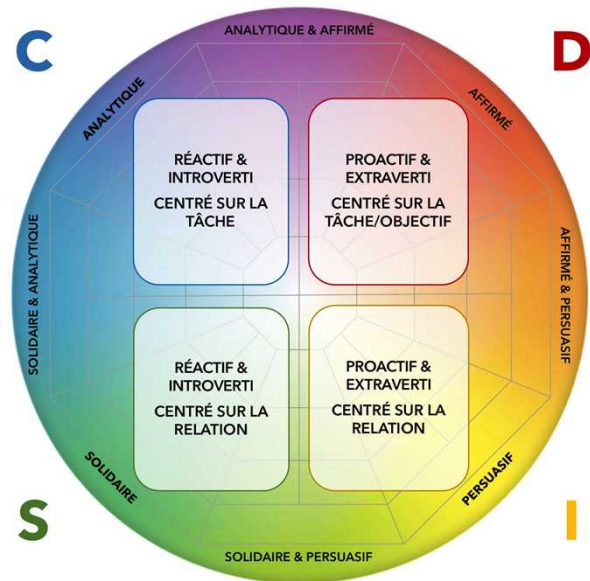 C
D
ANALYTIQUE & AFFIRMÉ
ANALYTIQUE
AFFIRMÉ
RÉACTIF &
INTROVERTI
CENTRÉ SUR LA
TÂCHE
PROACTIF &
EXTRAVERTI
CENTRÉ SUR LA
TÂCHE/OBJECTIF
SOLIDAIRE & ANALYTIQUE
AFFIRMÉ & PERSUASIF
RÉACTIF &
INTROVERTI
CENTRÉ SUR LA
RELATION
PROACTIF &
EXTRAVERTI
CENTRÉ SUR LA
RELATION
SOLIDAIRE
PERSUASIF
S
I
SOLIDAIRE & PERSUASIF